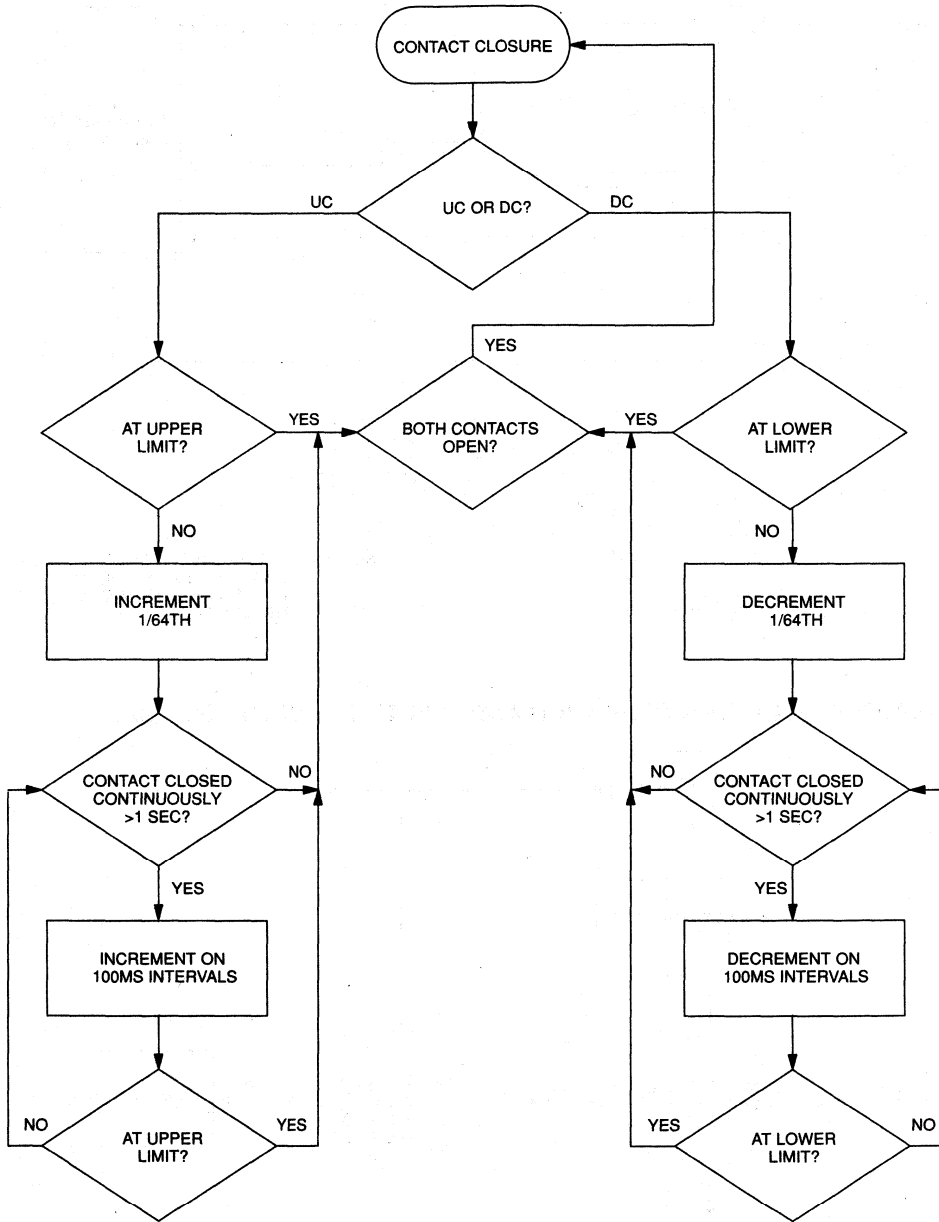 CONTACT CLOSURE
UC OR DC?
UC
DC
YES
AT UPPER
LIMIT?
YES
BOTH CONTACTS
OPEN?
YES
AT LOWER
LIMIT?
NO
NO
INCREMENT
1/64TH
DECREMENT
1/64TH
CONTACT CLOSED
CONTINUOUSLY
>1 SEC?
NO
NO
CONTACT CLOSED
CONTINUOUSLY
>1 SEC?
YES
YES
INCREMENT ON
100MS INTERVALS
DECREMENT ON
100MS INTERVALS
NO
AT UPPER
LIMIT?
YES
YES
AT LOWER
LIMIT?
NO